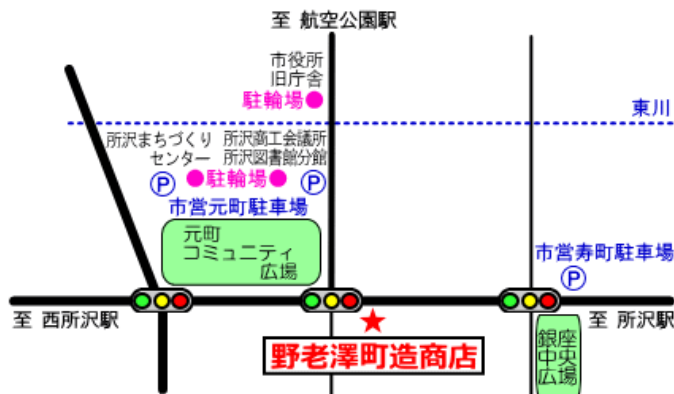 至 航空公園駅
市役所
旧庁舎
駐輪場
東川
所沢まちづくり
センター
所沢商工会議所
所沢図書館分館
P
駐輪場
P
市営元町駐車場
元町
コミュニティ
広場
市営寿町駐車場
P
至 西所沢駅
至 所沢駅
野老澤町造商店
銀座
中央
広場